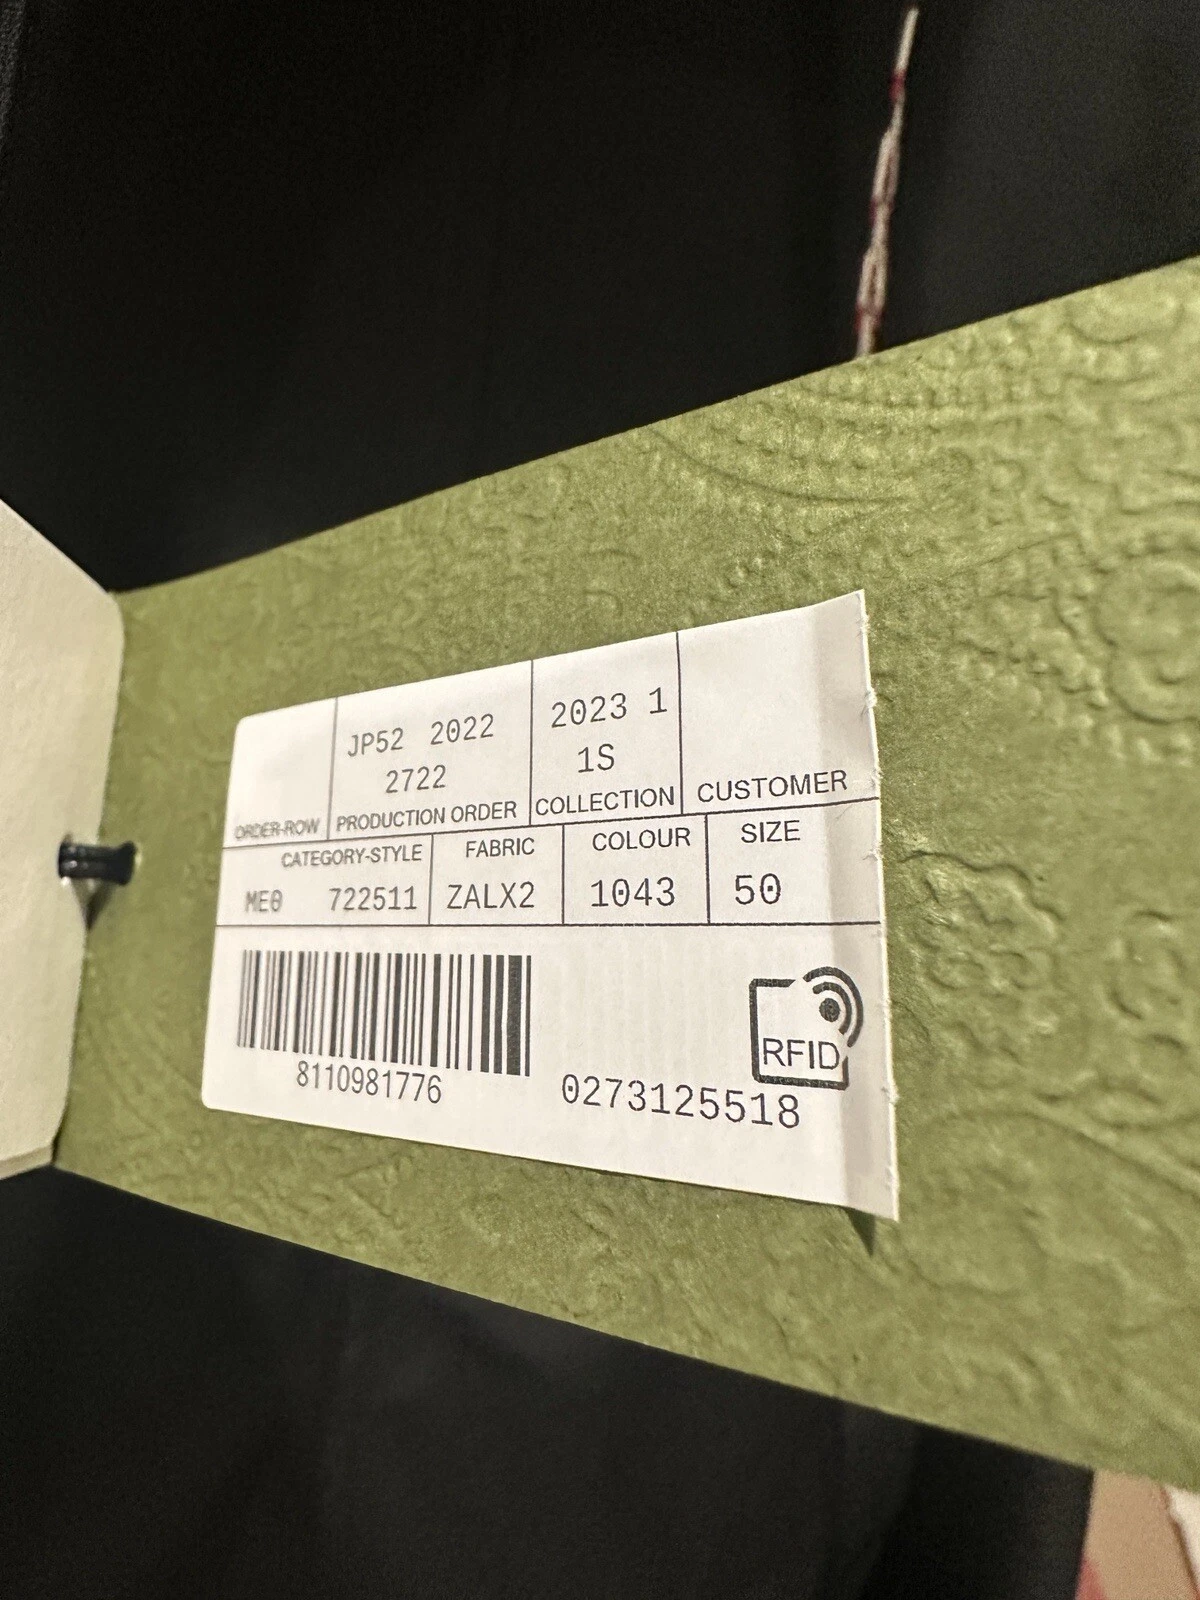 JP52 2022
2722
2023 1
1S
ORDER-ROW
PRODUCTION ORDER
COLLECTION
CUSTOMER
CATEGORY-STYLE
FABRIC
COLOUR
SIZE
ME0 722511
ZALX2
1043
50
8110981776
RFID
0273125518